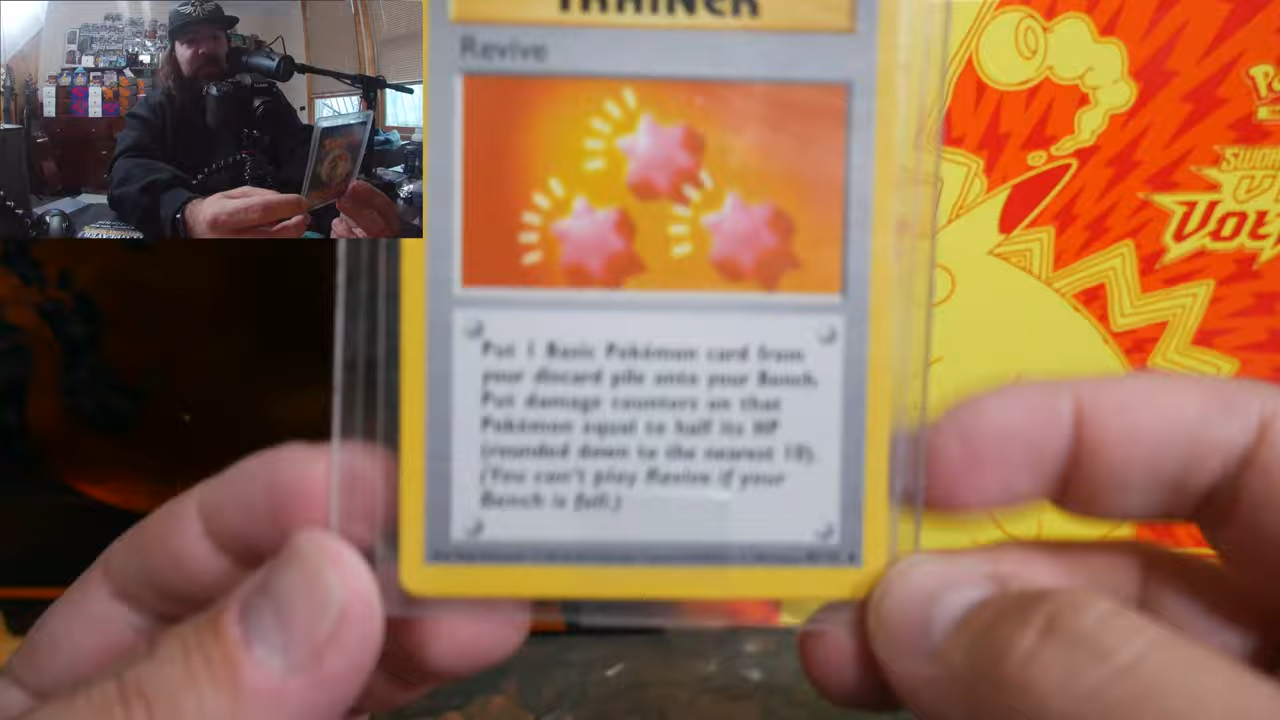 TRAINER
Revive
Put 1 Basic Pokémon card from
your discard pile onto your Bench.
Put damage counters on that
Pokémon equal to half its HP
(rounded down to the nearest 10).
(You can't play Revive if your
Bench is full.)
SWORD